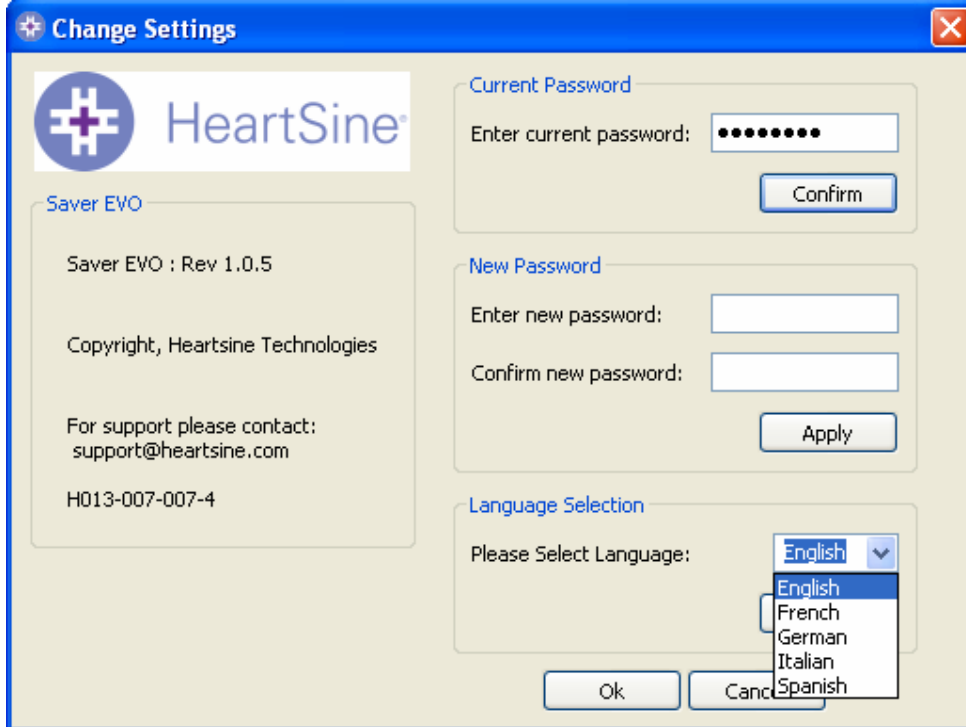 Change Settings
HeartSine®
Saver EVO
Saver EVO : Rev 1.0.5
Copyright, Heartsine Technologies
For support please contact:
support@heartsine.com
H013-007-007-4
Current Password
Enter current password: ●●●●●●●●
Confirm
New Password
Enter new password:
Confirm new password:
Apply
Language Selection
Please Select Language: English
English
French
German
Italian
Spanish
Ok